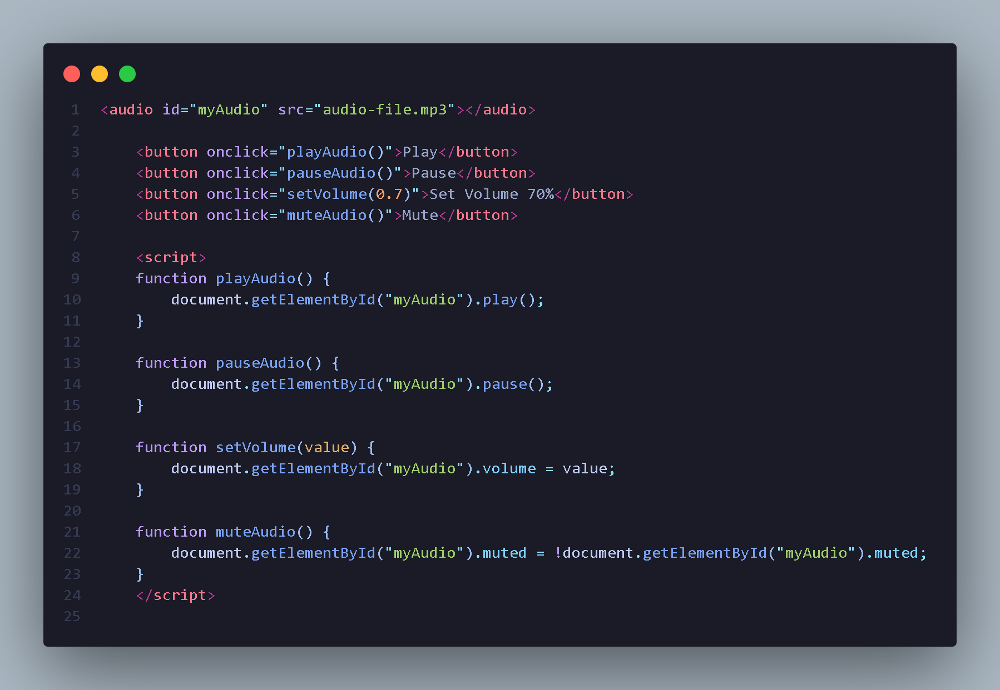 1 <audio id="myAudio" src="audio-file.mp3"></audio>
2
3     <button onclick="playAudio()">Play</button>
4     <button onclick="pauseAudio()">Pause</button>
5     <button onclick="setVolume(0.7)">Set Volume 70%</button>
6     <button onclick="muteAudio()">Mute</button>
7
8     <script>
9     function playAudio() {
10         document.getElementById("myAudio").play();
11     }
12
13     function pauseAudio() {
14         document.getElementById("myAudio").pause();
15     }
16
17     function setVolume(value) {
18         document.getElementById("myAudio").volume = value;
19     }
20
21     function muteAudio() {
22         document.getElementById("myAudio").muted = !document.getElementById("myAudio").muted;
23     }
24     </script>
25